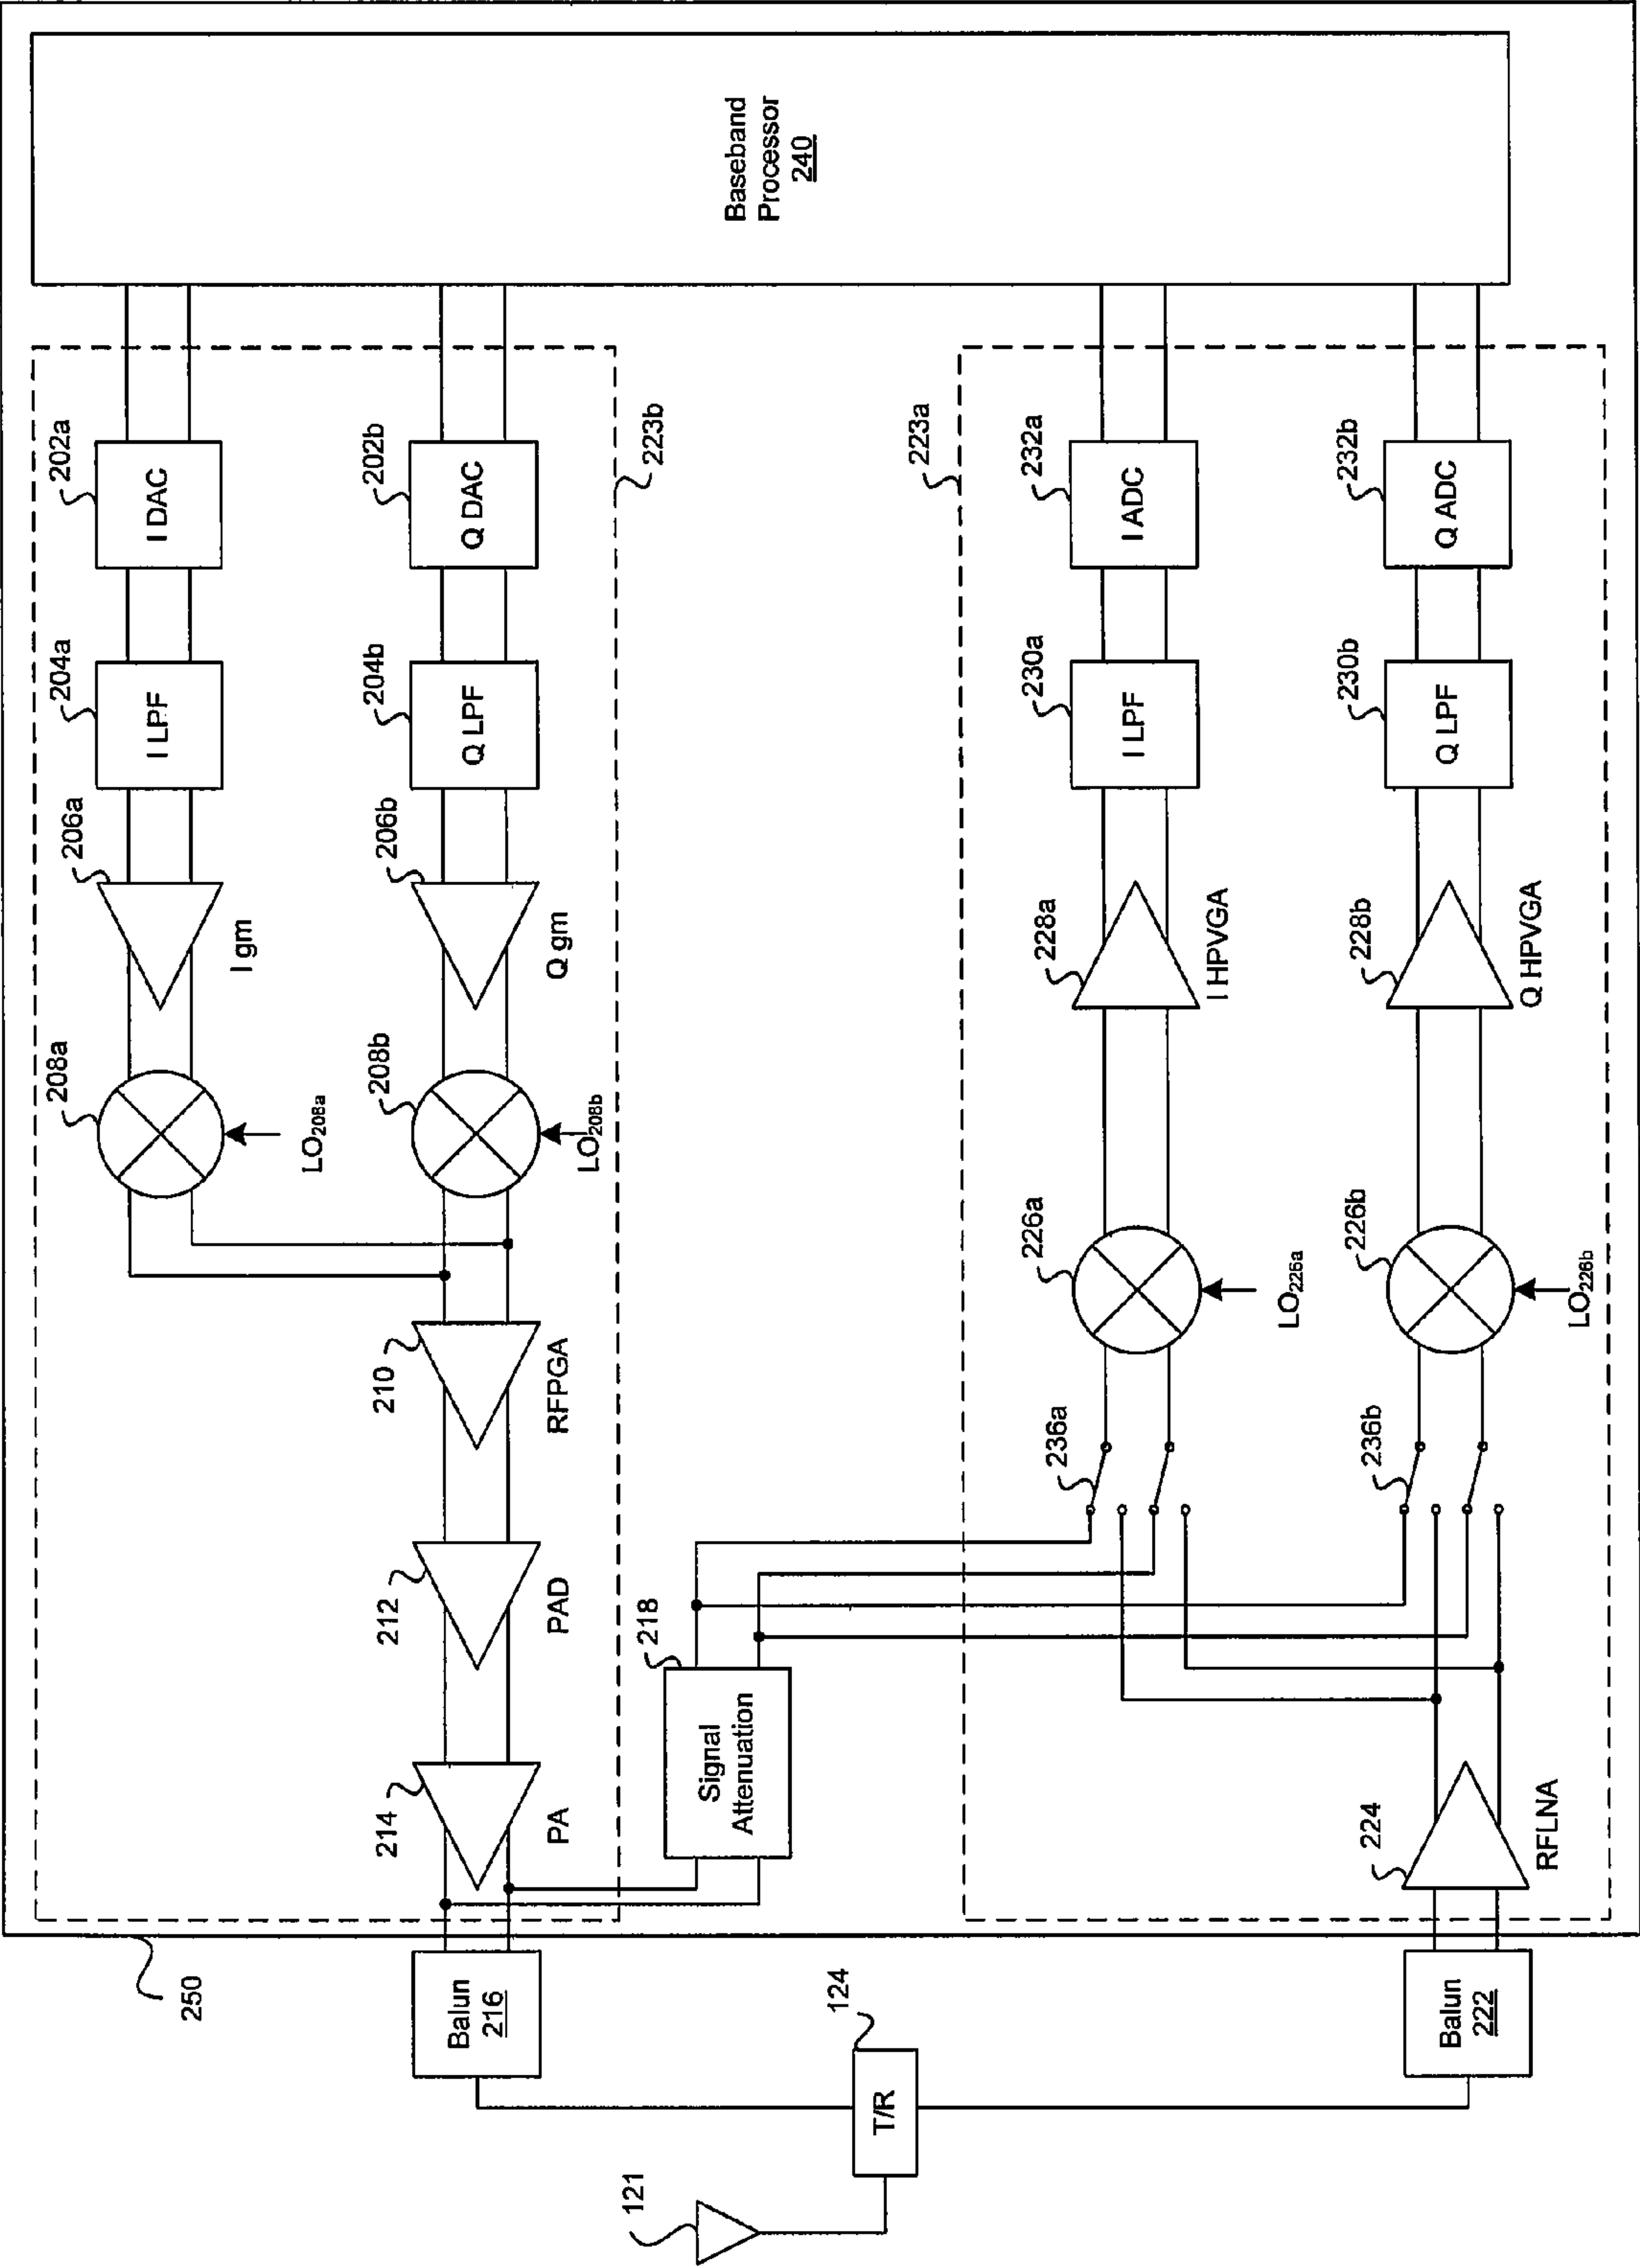 121
T/R
124
250
Balun
216
Balun
222
214
PA
212
PAD
210
RFPGA
208a
LO208a
208b
LO208b
206a
I gm
206b
Q gm
204a
I LPF
204b
Q LPF
202a
I DAC
202b
Q DAC
223b
218
Signal
Attenuation
224
RFLNA
236a
236b
226a
LO226a
226b
LO226b
228a
I HPVGA
228b
Q HPVGA
230a
I LPF
230b
Q LPF
232a
I ADC
232b
Q ADC
223a
Baseband
Processor
240